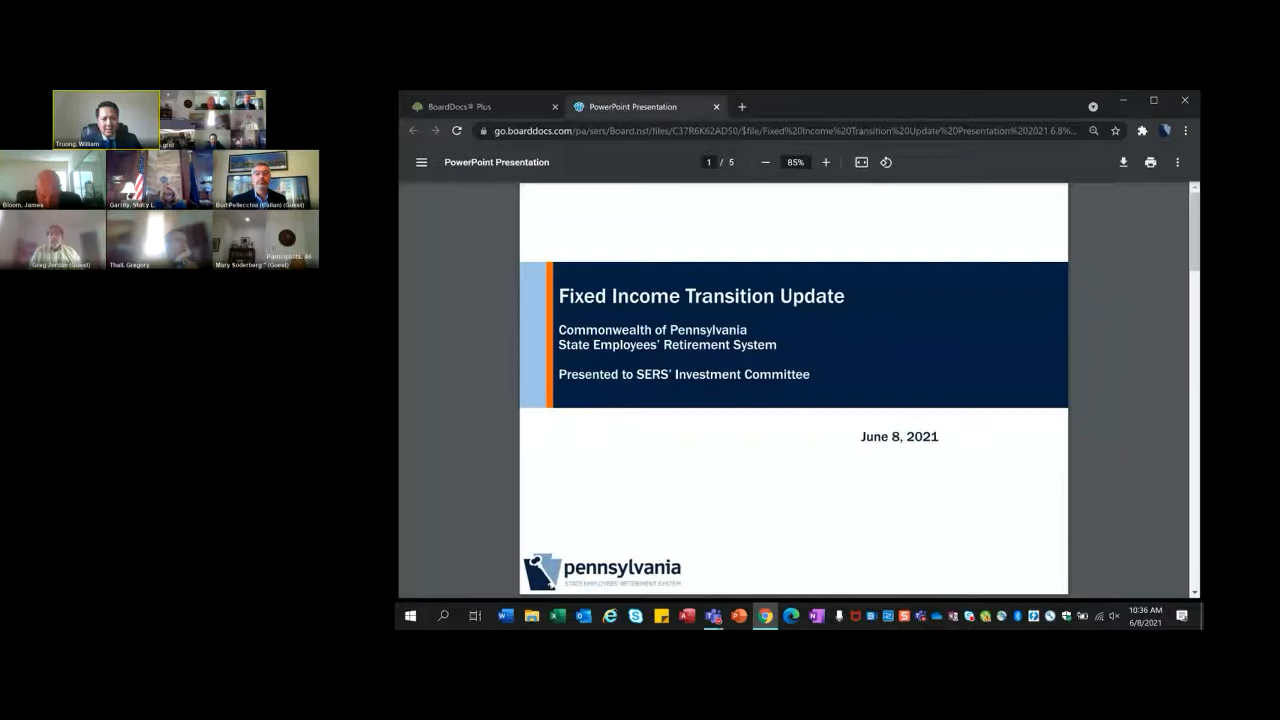 Truong, William
grid
Bloom, James
Garrity, Stacy L.
Bud Pellecchia (Callan) (Guest)
Greg Jordan (Guest)
Thall, Gregory
Participants: 46
Mary Soderberg " (Guest)
BoardDocs® Plus
PowerPoint Presentation
go.boarddocs.com/pa/sers/Board.nsf/files/C37R6K62AD50/$file/Fixed%20Income%20Transition%20Update%20Presentation%202021.6.8%...
PowerPoint Presentation
1 / 5
85%
Fixed Income Transition Update
Commonwealth of Pennsylvania
State Employees' Retirement System
Presented to SERS' Investment Committee
June 8, 2021
pennsylvania
STATE EMPLOYEES' RETIREMENT SYSTEM
10:36 AM
6/8/2021